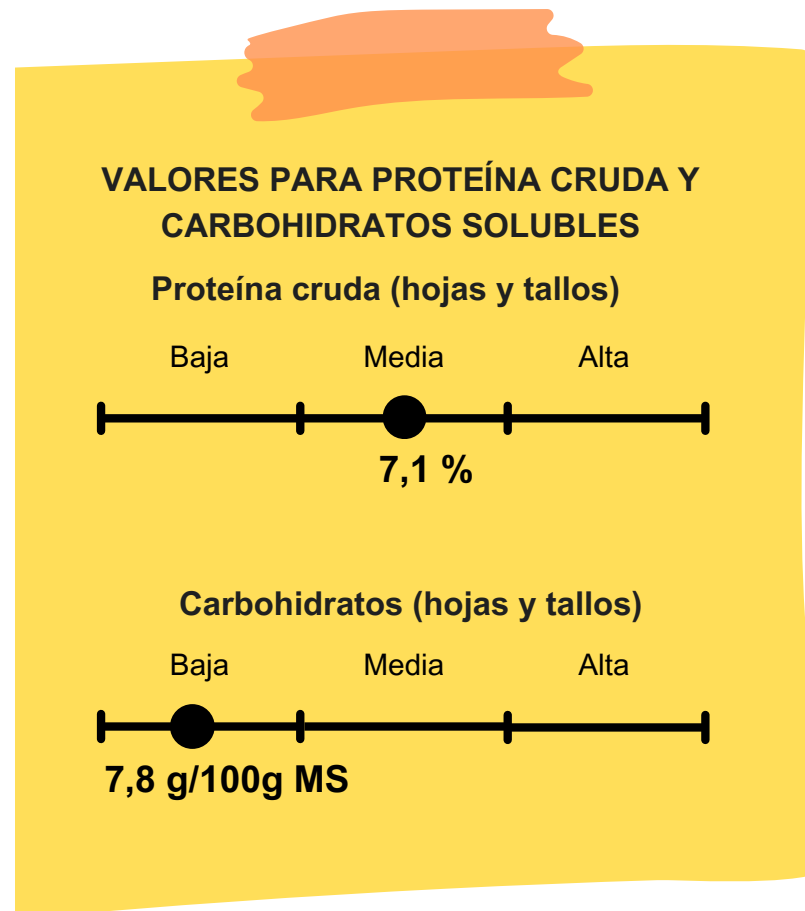 VALORES PARA PROTEÍNA CRUDA Y
CARBOHIDRATOS SOLUBLES
Proteína cruda (hojas y tallos)
Baja Media Alta
7,1 %
Carbohidratos (hojas y tallos)
Baja Media Alta
7,8 g/100g MS